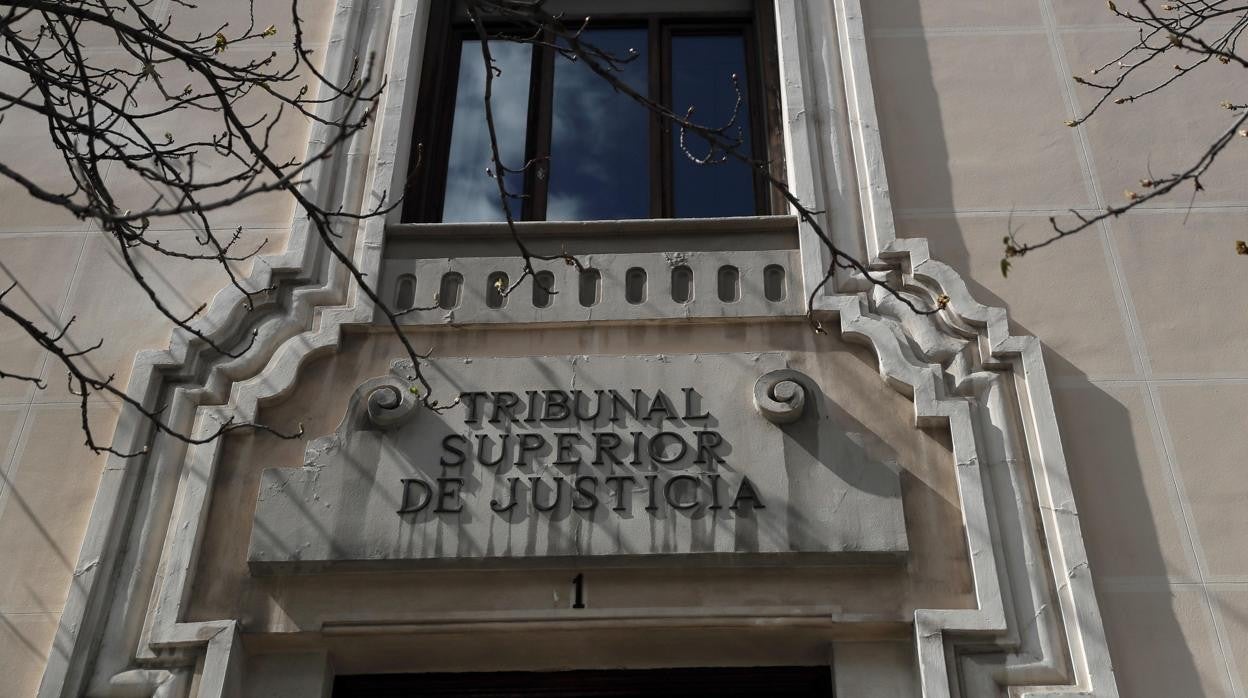 TRIBUNAL
SUPERIOR
DE JUSTICIA
1